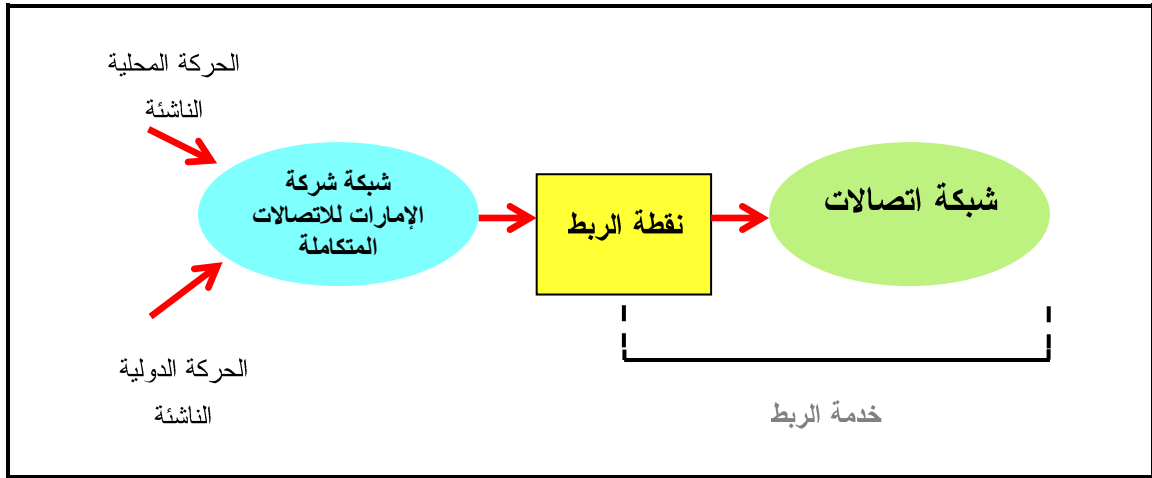 الحركة المحلية
الناشئة
شبكة شركة
الإمارات للاتصالات
المتكاملة
نقطة الربط
شبكة اتصالات
الحركة الدولية
الناشئة
خدمة الربط